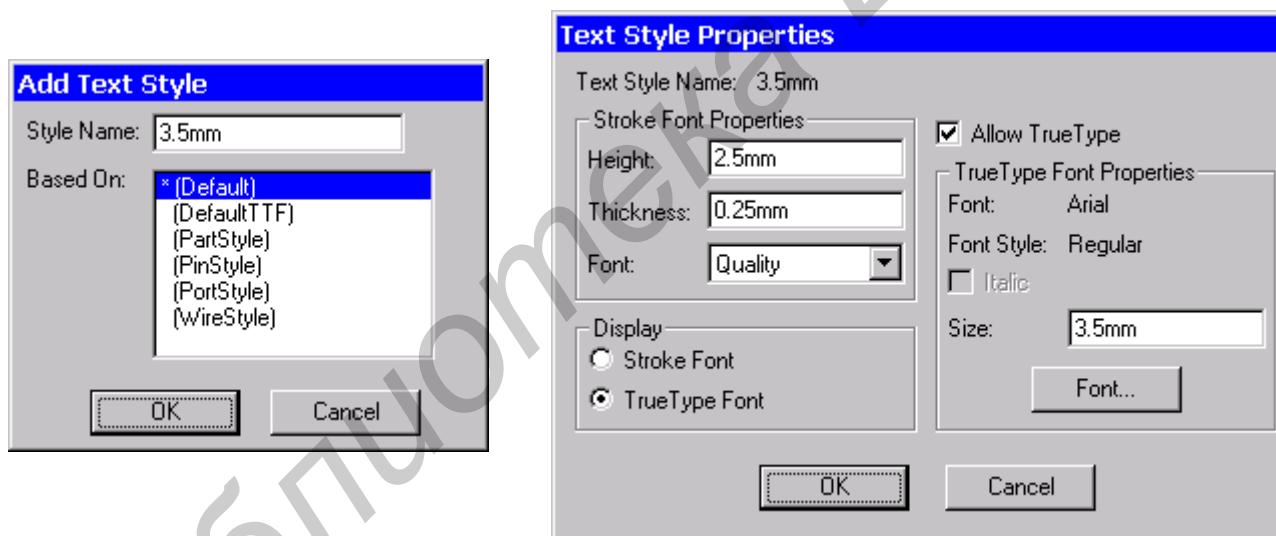 Add Text Style
Style Name: 3.5mm
Based On: * (Default)
(DefaultTTF)
(PartStyle)
(PinStyle)
(PortStyle)
(WireStyle)
OK Cancel
Text Style Properties
Text Style Name: 3.5mm
Stroke Font Properties
Height: 2.5mm
Thickness: 0.25mm
Font: Quality
Display
Stroke Font
TrueType Font
Allow TrueType
TrueType Font Properties
Font: Arial
Font Style: Regular
Italic
Size: 3.5mm
Font...
OK Cancel